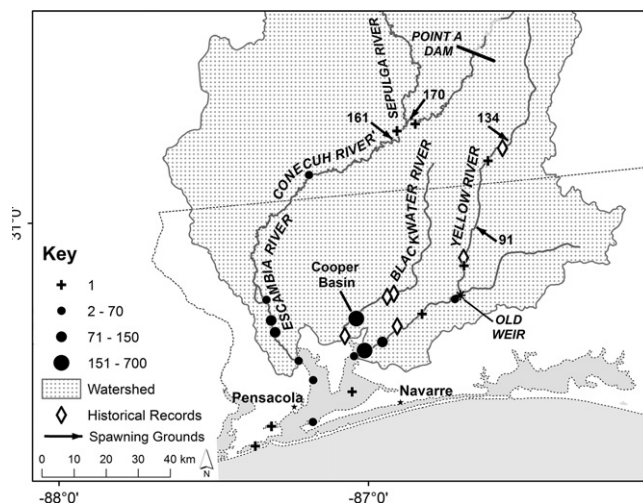 POINT A
DAM
SEPULGA RIVER
170
161
134
CONECUH RIVER'
BLACKWATER RIVER
YELLOW RIVER
31°0'
91
ESCAMBIA RIVER
Key
1
2 - 70
71 - 150
151 - 700
Watershed
Historical Records
Spawning Grounds
Cooper
Basin
OLD
WEIR
Pensacola
Navarre
0 10 20 30 40 km
N
-88°0'
-87°0'